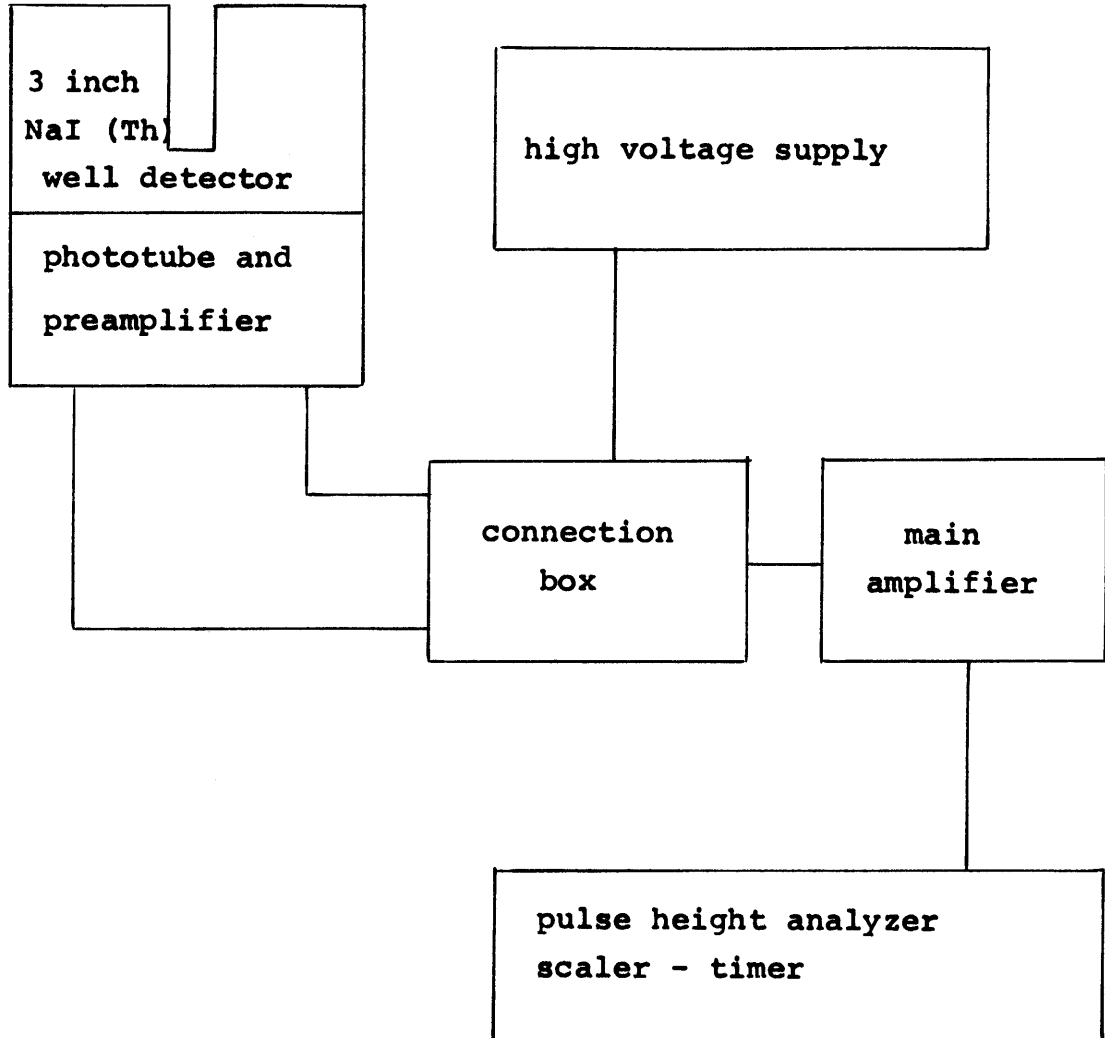 3 inch
NaI (Th)
well detector
phototube and
preamplifier
high voltage supply
connection
box
main
amplifier
pulse height analyzer
scaler - timer